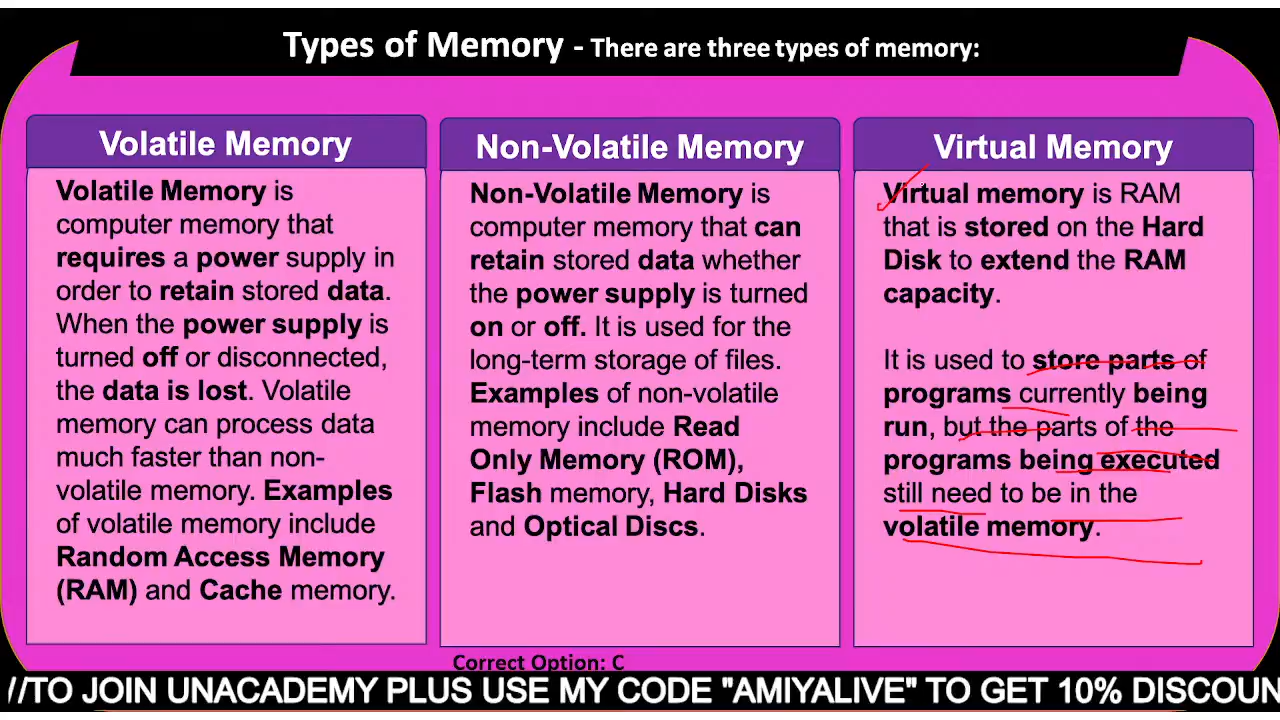 Types of Memory - There are three types of memory:
Volatile Memory
Volatile Memory is
computer memory that
requires a power supply in
order to retain stored data.
When the power supply is
turned off or disconnected,
the data is lost. Volatile
memory can process data
much faster than non-
volatile memory. Examples
of volatile memory include
Random Access Memory
(RAM) and Cache memory.
Non-Volatile Memory
Non-Volatile Memory is
computer memory that can
retain stored data whether
the power supply is turned
on or off. It is used for the
long-term storage of files.
Examples of non-volatile
memory include Read
Only Memory (ROM),
Flash memory, Hard Disks
and Optical Discs.
Virtual Memory
Virtual memory is RAM
that is stored on the Hard
Disk to extend the RAM
capacity.
It is used to store parts of
programs currently being
run, but the parts of the
programs being executed
still need to be in the
volatile memory.
Correct Option: C
//TO JOIN UNACADEMY PLUS USE MY CODE "AMIYALIVE" TO GET 10% DISCOUN